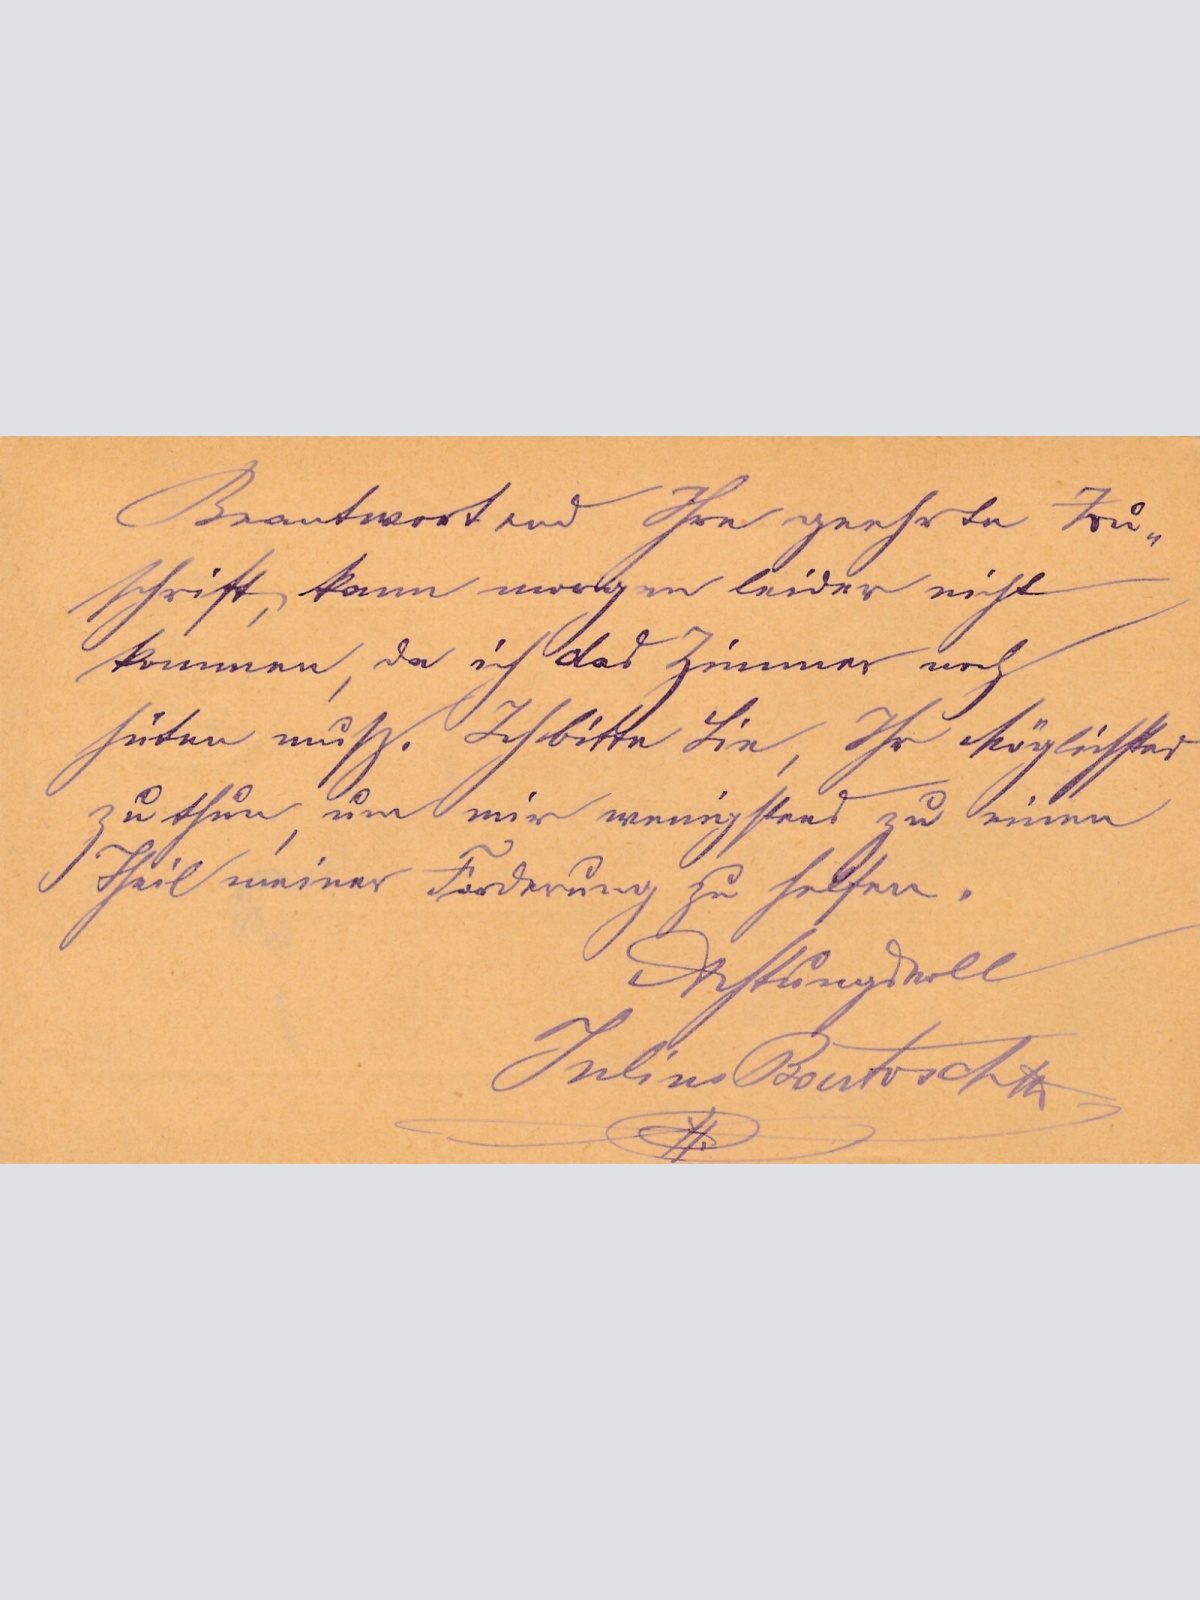 Beantwortend Ihre geehrte Zu„
schrift, kann morgen leider nicht
kommen, da ich das Zimmer noch
hüten muß. Ich bitte Sie, Ihr Möglichstes
zu thun, um mir wenigstens zu einen
Theil meiner Forderung zu helfen.
Achtungsvoll
Julius